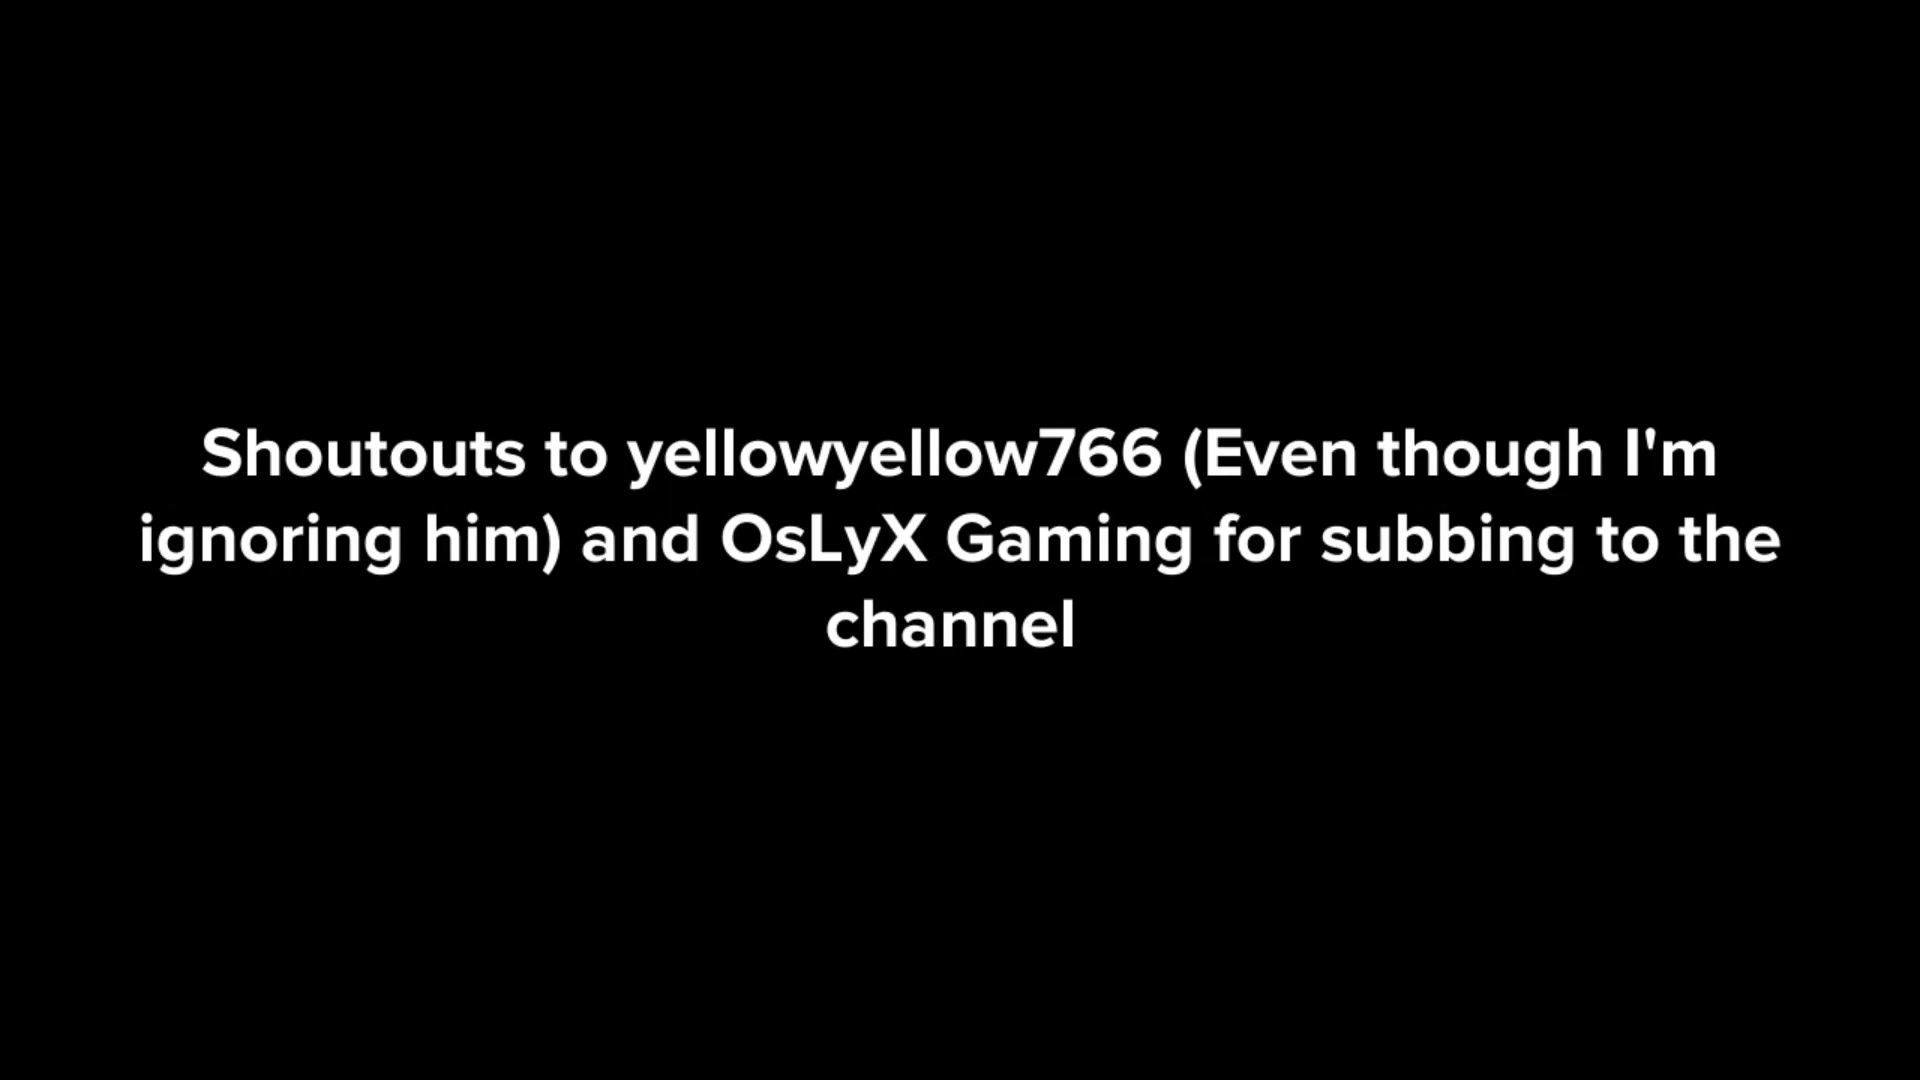 Shoutouts to yellowyellow766 (Even though I'm
ignoring him) and OsLyX Gaming for subbing to the
channel